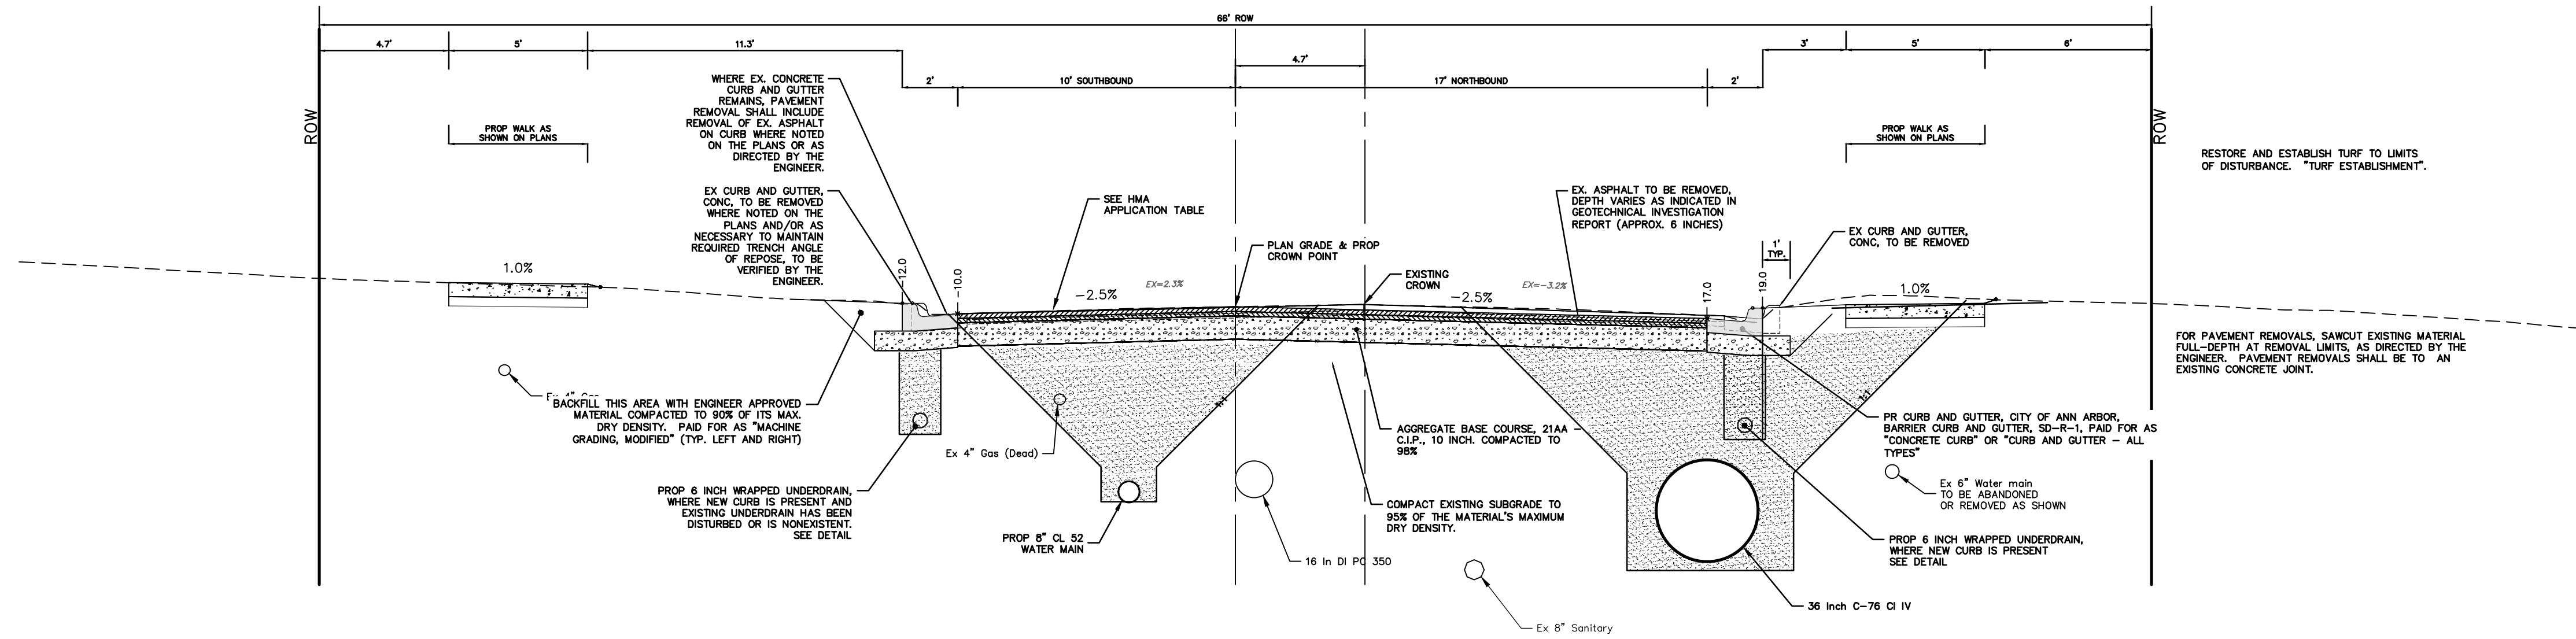 66' ROW
4.7'
5'
11.3'
4.7'
3'
5'
6'
2'
10' SOUTHBOUND
17' NORTHBOUND
2'
ROW
ROW
PROP WALK AS
SHOWN ON PLANS
WHERE EX. CONCRETE
CURB AND GUTTER
REMAINS, PAVEMENT
REMOVAL SHALL INCLUDE
REMOVAL OF EX. ASPHALT
ON CURB WHERE NOTED
ON THE PLANS OR AS
DIRECTED BY THE
ENGINEER.
PROP WALK AS
SHOWN ON PLANS
RESTORE AND ESTABLISH TURF TO LIMITS
OF DISTURBANCE. "TURF ESTABLISHMENT".
EX CURB AND GUTTER,
CONC, TO BE REMOVED
WHERE NOTED ON THE
PLANS AND/OR AS
NECESSARY TO MAINTAIN
REQUIRED TRENCH ANGLE
OF REPOSE, TO BE
VERIFIED BY THE
ENGINEER.
SEE HMA
APPLICATION TABLE
EX. ASPHALT TO BE REMOVED,
DEPTH VARIES AS INDICATED IN
GEOTECHNICAL INVESTIGATION
REPORT (APPROX. 6 INCHES)
EX CURB AND GUTTER,
CONC, TO BE REMOVED
PLAN GRADE & PROP
CROWN POINT
EXISTING
CROWN
1'
TYP.
1.0%
-12.0
-10.0
-2.5%
EX=2.3%
-2.5%
EX=-3.2%
17.0
19.0
1.0%
FOR PAVEMENT REMOVALS, SAWCUT EXISTING MATERIAL
FULL-DEPTH AT REMOVAL LIMITS, AS DIRECTED BY THE
ENGINEER. PAVEMENT REMOVALS SHALL BE TO AN
EXISTING CONCRETE JOINT.
Ex 4" Gas
BACKFILL THIS AREA WITH ENGINEER APPROVED
MATERIAL COMPACTED TO 90% OF ITS MAX.
DRY DENSITY. PAID FOR AS "MACHINE
GRADING, MODIFIED" (TYP. LEFT AND RIGHT)
1:1
1:1
Ex 4" Gas (Dead)
AGGREGATE BASE COURSE, 21AA -
C.I.P., 10 INCH. COMPACTED TO
98%
PR CURB AND GUTTER, CITY OF ANN ARBOR,
BARRIER CURB AND GUTTER, SD-R-1, PAID FOR AS
"CONCRETE CURB" OR "CURB AND GUTTER - ALL
TYPES"
Ex 6" Water main
TO BE ABANDONED
OR REMOVED AS SHOWN
PROP 6 INCH WRAPPED UNDERDRAIN,
WHERE NEW CURB IS PRESENT AND
EXISTING UNDERDRAIN HAS BEEN
DISTURBED OR IS NONEXISTENT.
SEE DETAIL
PROP 8" CL 52
WATER MAIN
COMPACT EXISTING SUBGRADE TO
95% OF THE MATERIAL'S MAXIMUM
DRY DENSITY.
16 In DI PC 350
PROP 6 INCH WRAPPED UNDERDRAIN,
WHERE NEW CURB IS PRESENT
SEE DETAIL
36 Inch C-76 Cl IV
Ex 8" Sanitary